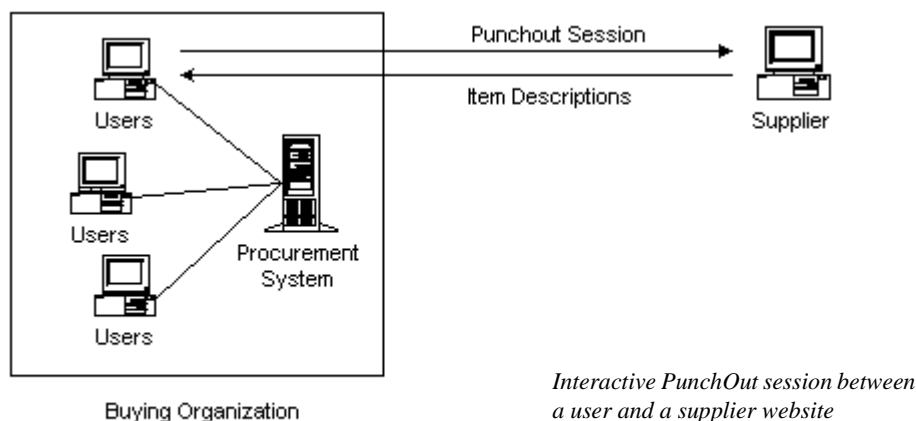 Punchout Session
Item Descriptions
Users
Supplier
Users
Procurement
System
Users
Buying Organization
Interactive PunchOut session between
a user and a supplier website